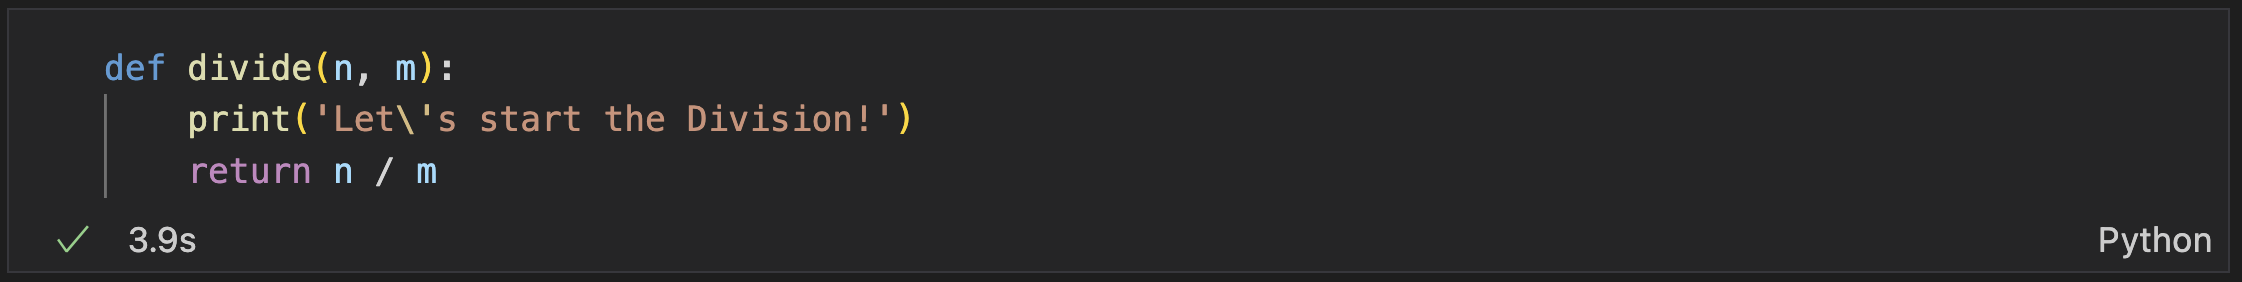 def divide(n, m):
    print('Let\'s start the Division!')
    return n / m
3.9s
Python